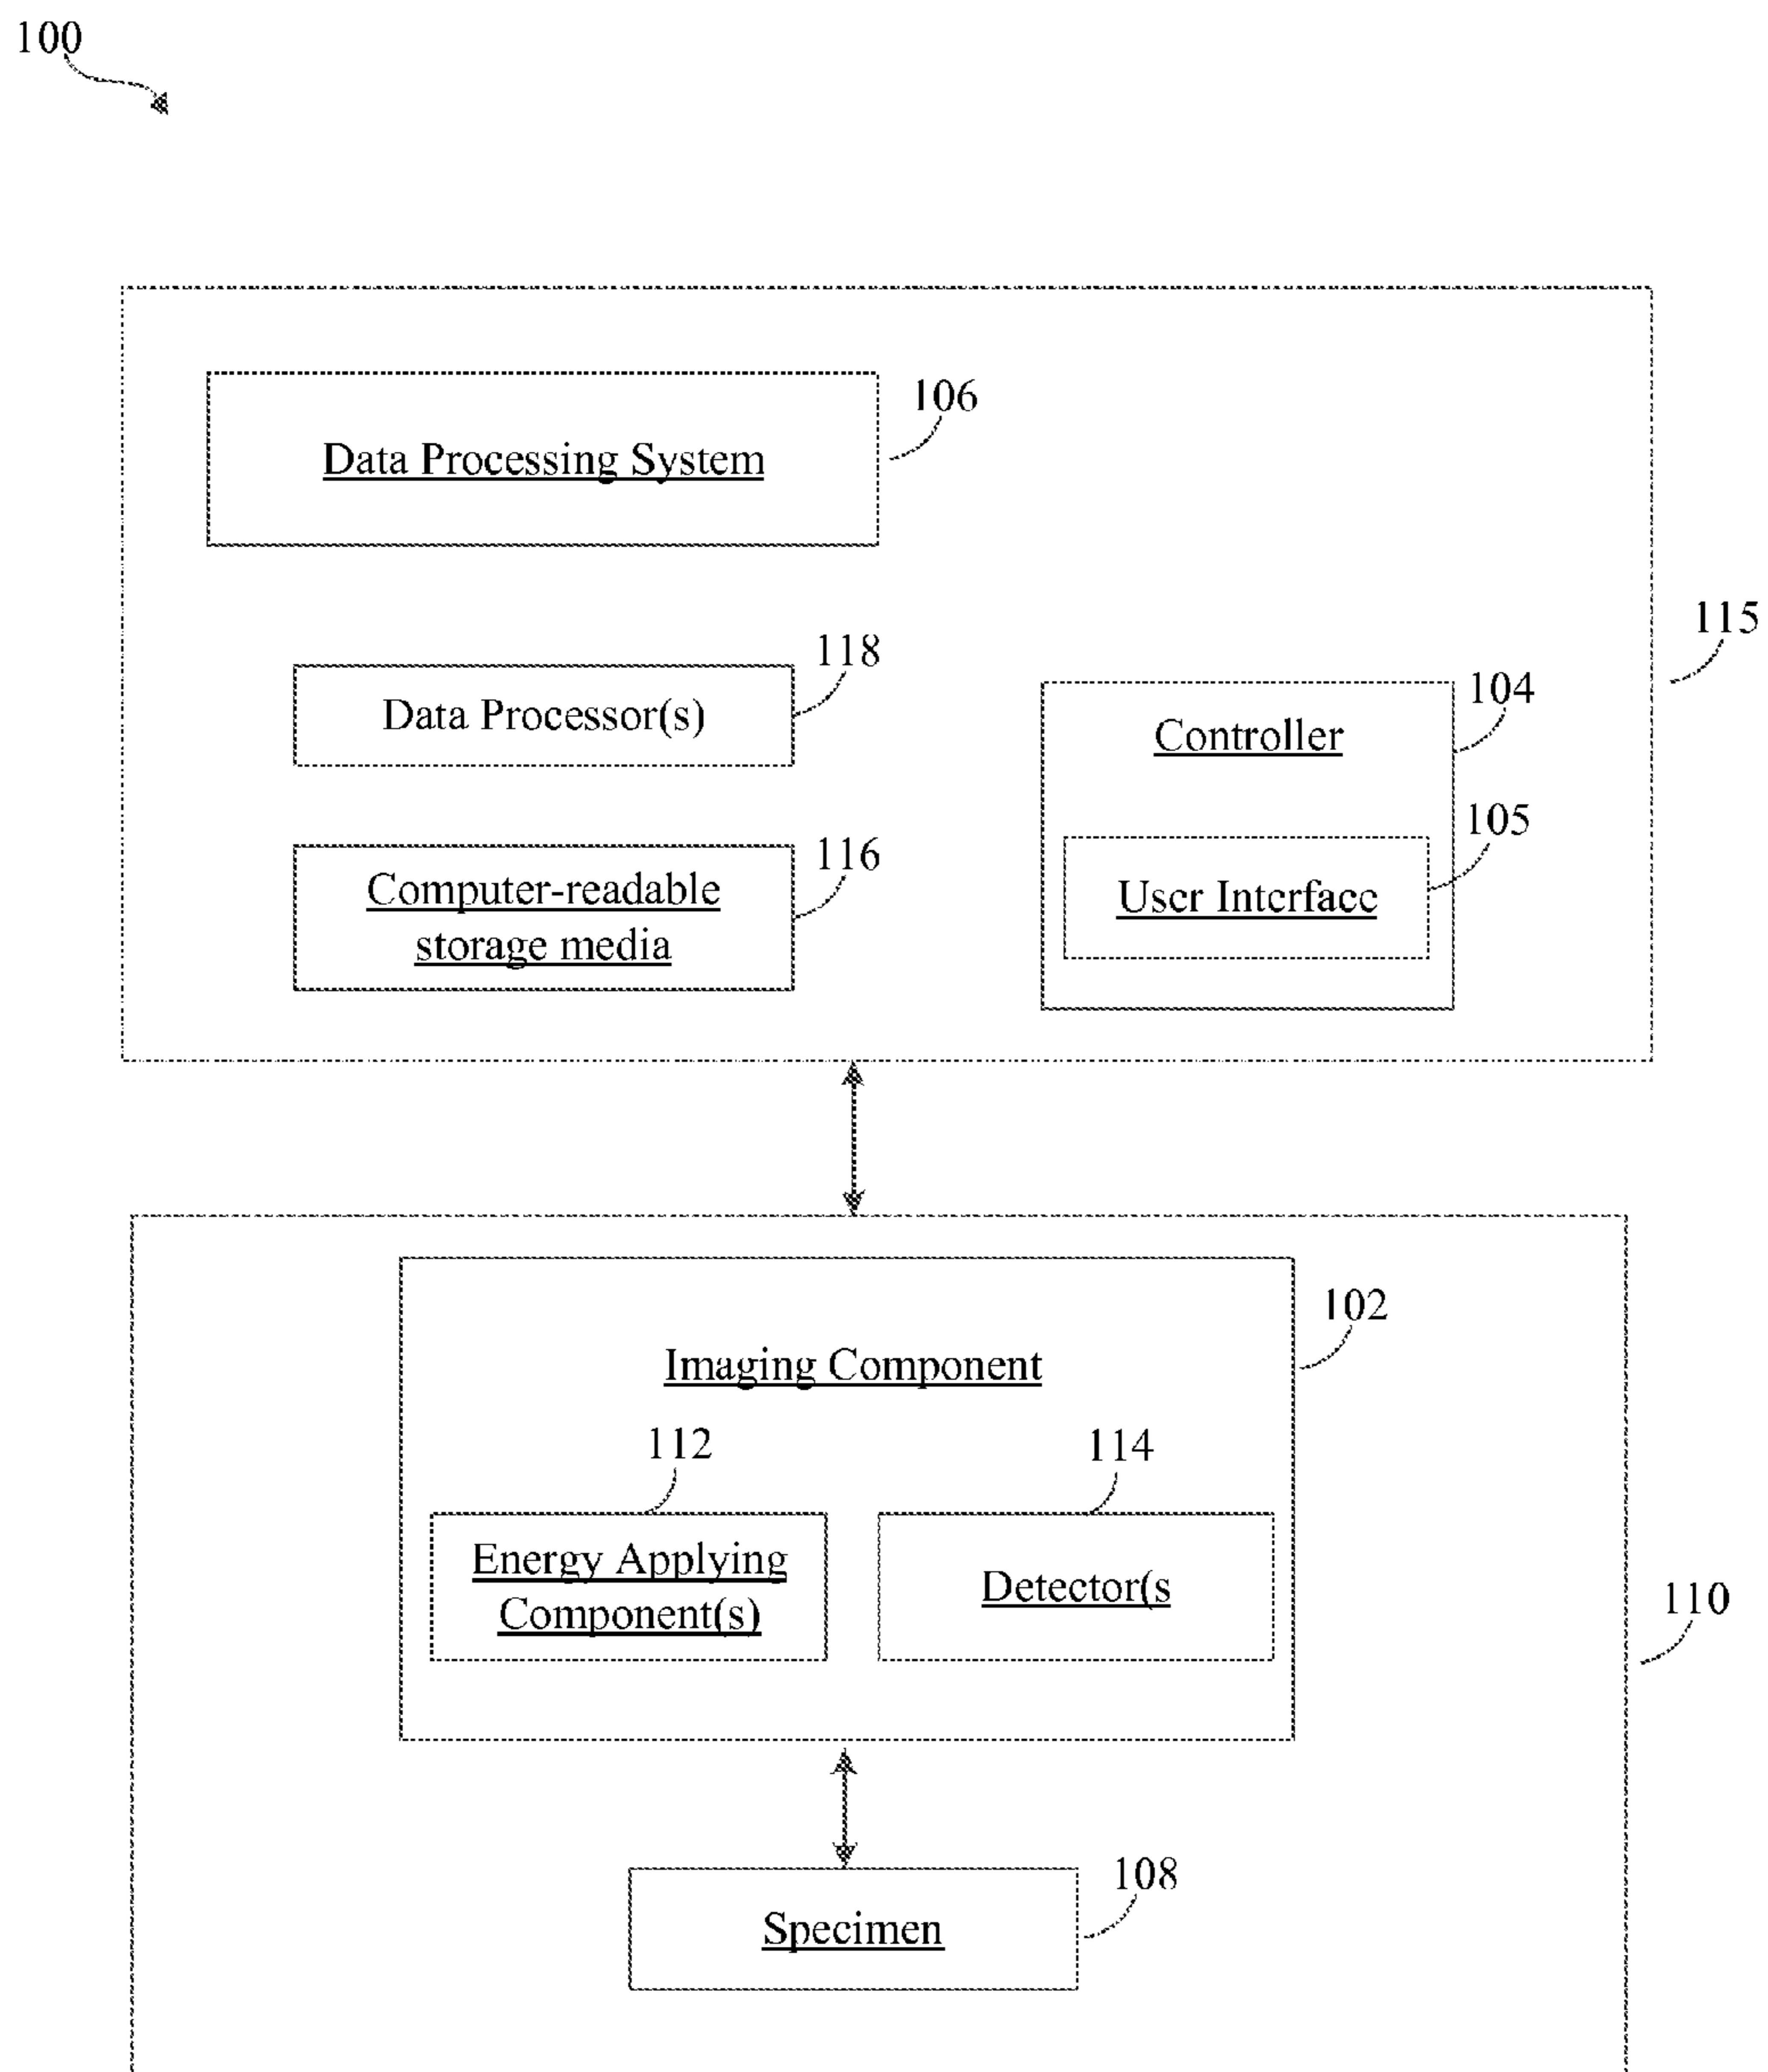 100
106
Data Processing System
115
118
Data Processor(s)
104
Controller
116
Computer-readable
storage media
105
User Interface
102
Imaging Component
112
Energy Applying
Component(s)
114
Detector(s
110
108
Specimen